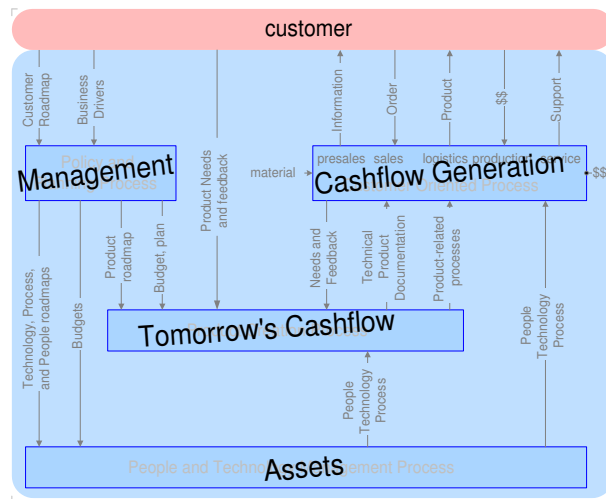 customer
Customer
Roadmap
Business
Drivers
Product Needs
and feedback
Information
Order
Product
$$
Support
Policy and
Planning Process
Management
presales sales logistics production service
Customer Oriented Process
Cashflow Generation
material
$$
Product
roadmap
Budget, plan
Needs and
Feedback
Technical
Product
Documentation
Product-related
processes
Technology, Process,
and People roadmaps
Budgets
Tomorrow's Cashflow
People
Technology
Process
People
Technology
Process
People and Technology Management Process
Assets